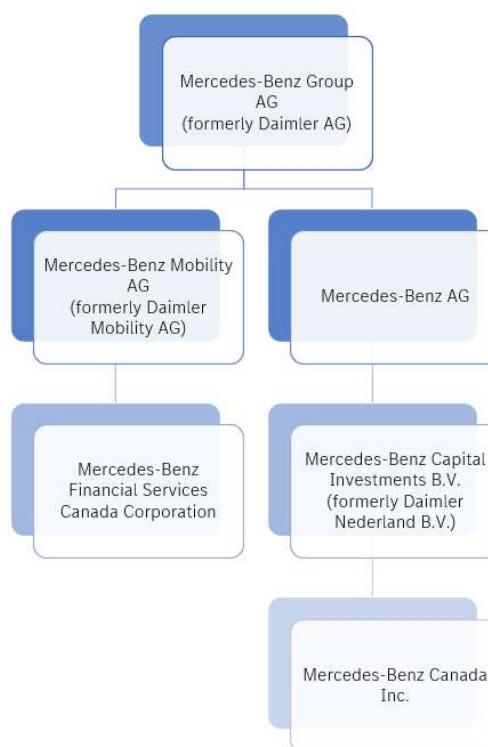 Mercedes-Benz Group
AG
(formerly Daimler AG)
Mercedes-Benz Mobility
AG
(formerly Daimler
Mobility AG)
Mercedes-Benz AG
Mercedes-Benz
Financial Services
Canada Corporation
Mercedes-Benz Capital
Investments B.V.
(formerly Daimler
Nederland B.V.)
Mercedes-Benz Canada
Inc.